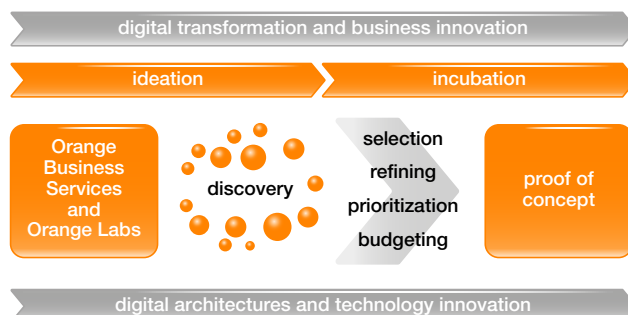 digital transformation and business innovation
ideation
incubation
Orange
Business
Services
and
Orange Labs
discovery
selection
refining
prioritization
budgeting
proof of
concept
digital architectures and technology innovation